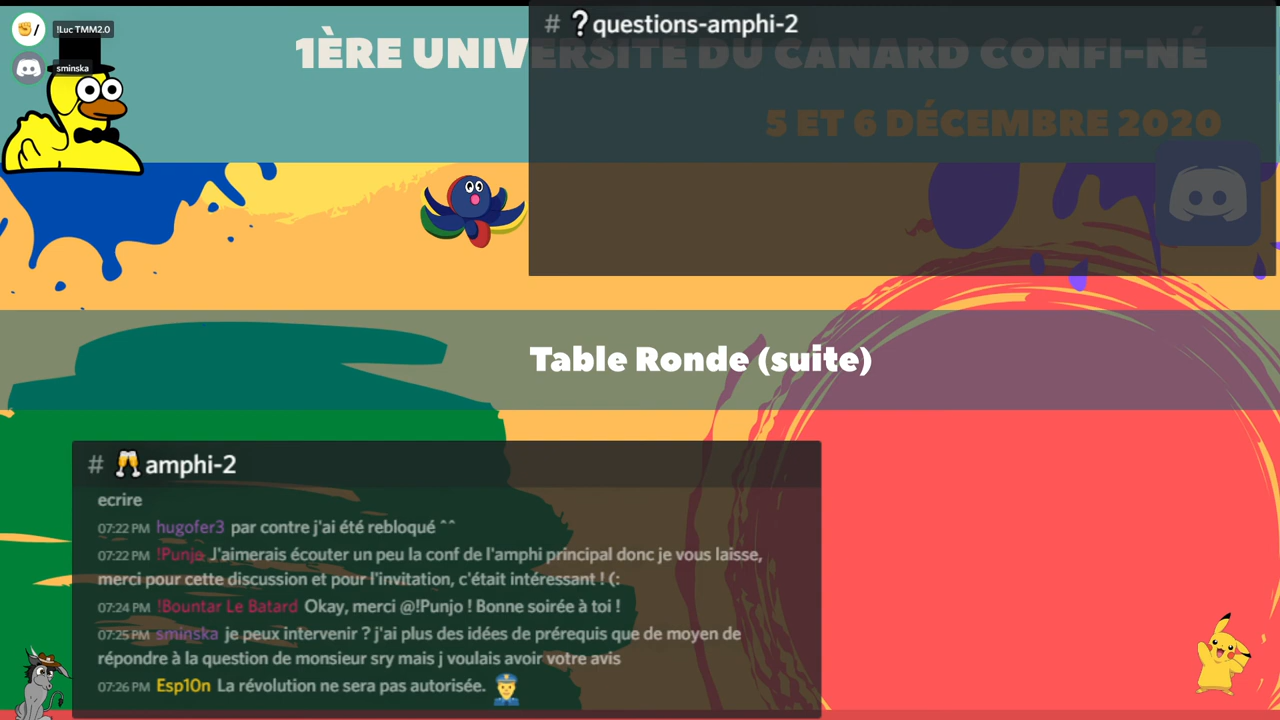 !Luc TMM2.0
sminska
# ?questions-amphi-2
1ÈRE UNIVERSITÉ DU CANARD CONFI-NÉ
5 ET 6 DÉCEMBRE 2020
Table Ronde (suite)
# amphi-2
ecrire
07:22 PM hugofer3 par contre j'ai été rebloqué ^^
07:22 PM !Punjo J'aimerais écouter un peu la conf de l'amphi principal donc je vous laisse,
merci pour cette discussion et pour l'invitation, c'était intéressant ! (:
07:24 PM !Bountar Le Batard Okay, merci @!Punjo ! Bonne soirée à toi !
07:25 PM sminska je peux intervenir ? j'ai plus des idées de prérequis que de moyen de
répondre à la question de monsieur sry mais j voulais avoir votre avis
07:26 PM Esp10n La révolution ne sera pas autorisée.